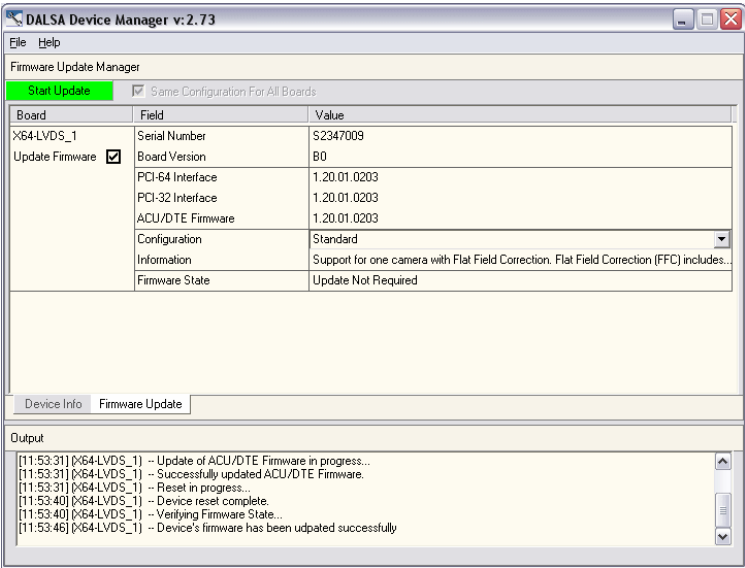 DALSA Device Manager v: 2.73
File Help
Firmware Update Manager
Start Update Same Configuration For All Boards
Board Field Value
X64-LVDS_1 Serial Number S2347009
Update Firmware Board Version B0
PCI-64 Interface 1.20.01.0203
PCI-32 Interface 1.20.01.0203
ACU/DTE Firmware 1.20.01.0203
Configuration Standard
Information Support for one camera with Flat Field Correction. Flat Field Correction (FFC) includes...
Firmware State Update Not Required
Device Info Firmware Update
Output
[11:53:31] (X64-LVDS_1) -- Update of ACU/DTE Firmware in progress...
[11:53:31] (X64-LVDS_1) -- Successfully updated ACU/DTE Firmware.
[11:53:31] (X64-LVDS_1) -- Reset in progress...
[11:53:40] (X64-LVDS_1) -- Device reset complete.
[11:53:40] (X64-LVDS_1) -- Verifying Firmware State...
[11:53:46] (X64-LVDS_1) -- Device's firmware has been udpated successfully